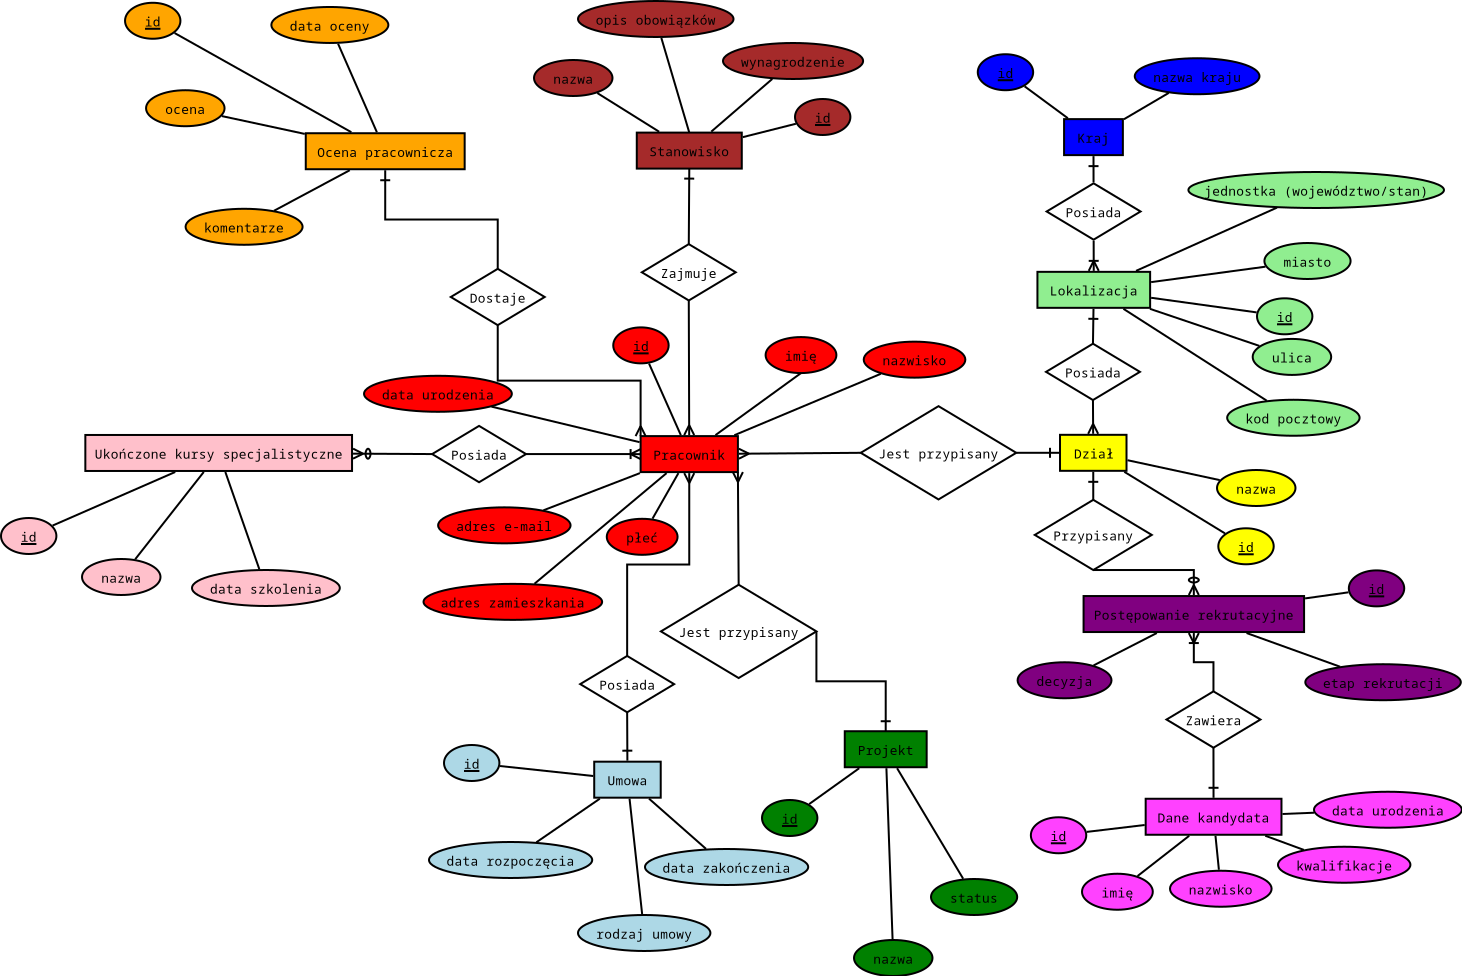 id
data oceny
ocena
Ocena pracownicza
komentarze
opis obowiązków
wynagrodzenie
nazwa
id
Stanowisko
id
nazwa kraju
Kraj
Posiada
jednostka (województwo/stan)
miasto
Lokalizacja
id
ulica
kod pocztowy
Posiada
Zajmuje
Dostaje
id
imię
nazwisko
data urodzenia
Ukończone kursy specjalistyczne
Posiada
Pracownik
Jest przypisany
Dział
nazwa
id
Przypisany
adres e-mail
płeć
adres zamieszkania
id
nazwa
data szkolenia
Jest przypisany
Posiada
id
Postępowanie rekrutacyjne
decyzja
etap rekrutacji
Zawiera
Projekt
id
status
nazwa
id
Umowa
data rozpoczęcia
data zakończenia
rodzaj umowy
Dane kandydata
data urodzenia
id
kwalifikacje
imię
nazwisko